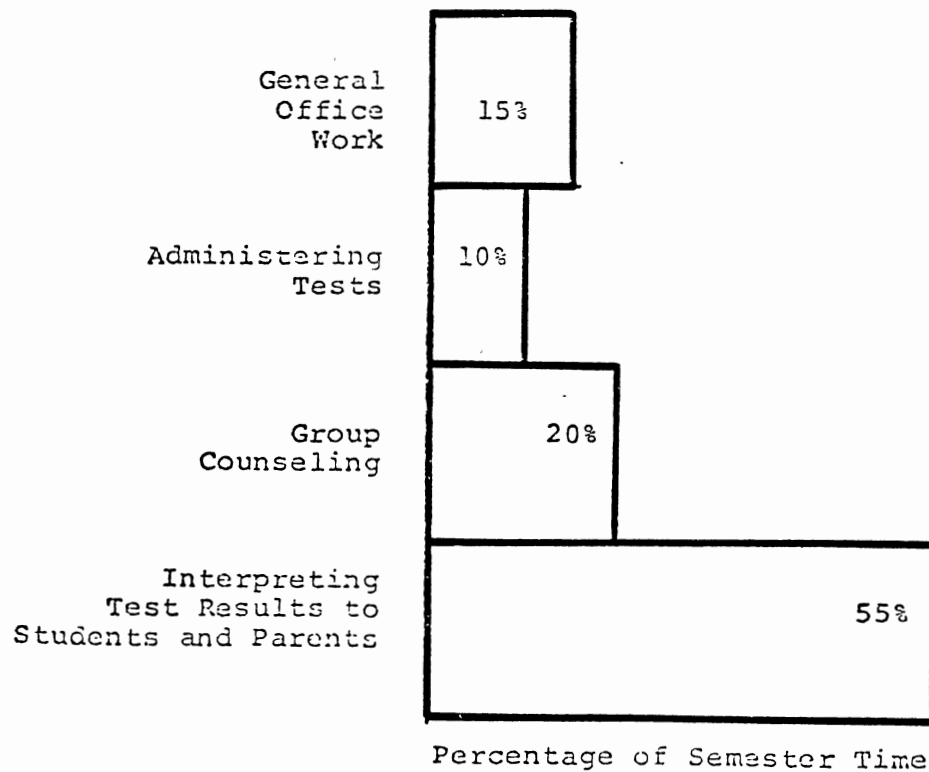 General
Office
Work
15%
Administering
Tests
10%
Group
Counseling
20%
Interpreting
Test Results to
Students and Parents
55%
Percentage of Semester Time